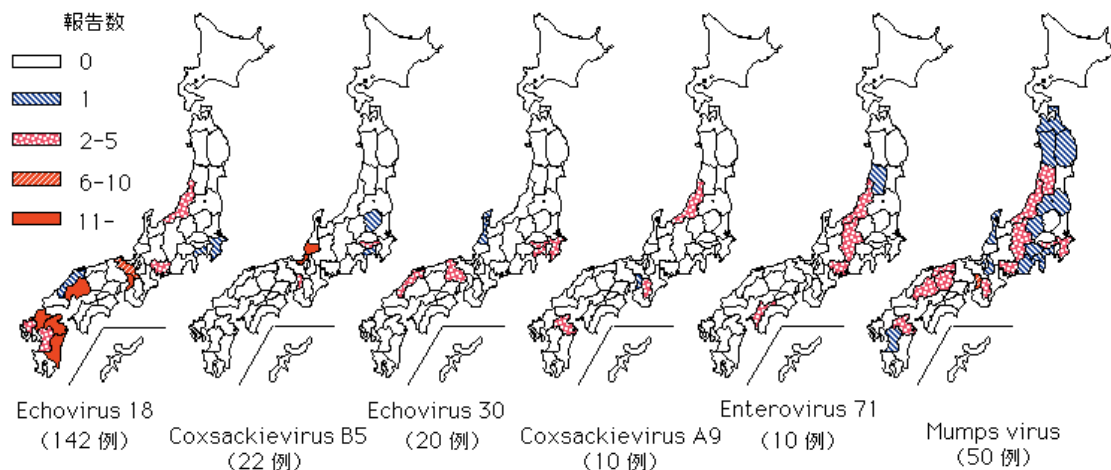 報告数
0
1
2-5
6-10
11-
Echovirus 18
(142 例)
Coxsackievirus B5
(22 例)
Echovirus 30
(20 例)
Coxsackievirus A9
(10 例)
Enterovirus 71
(10 例)
Mumps virus
(50 例)